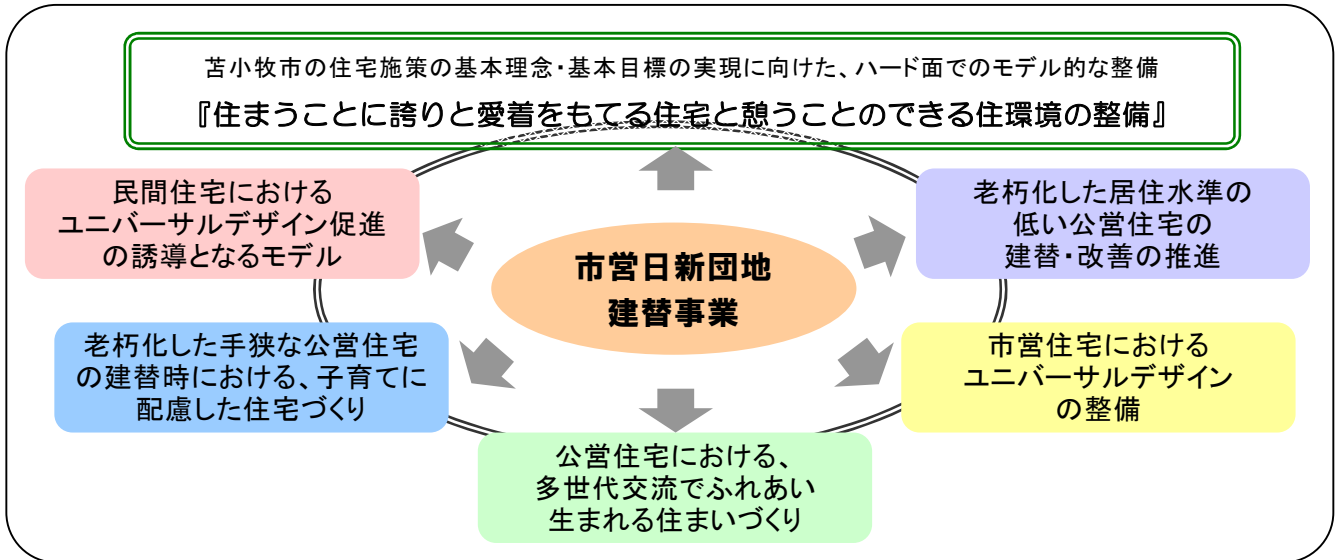 苫小牧市の住宅施策の基本理念・基本目標の実現に向けた、ハード面でのモデル的な整備
『住まうことに誇りと愛着をもてる住宅と憩うことのできる住環境の整備』
民間住宅における
ユニバーサルデザイン促進
の誘導となるモデル
老朽化した居住水準の
低い公営住宅の
建替・改善の推進
市営日新団地
建替事業
老朽化した手狭な公営住宅
の建替時における、子育てに
配慮した住宅づくり
市営住宅における
ユニバーサルデザイン
の整備
公営住宅における、
多世代交流でふれあい
生まれる住まいづくり